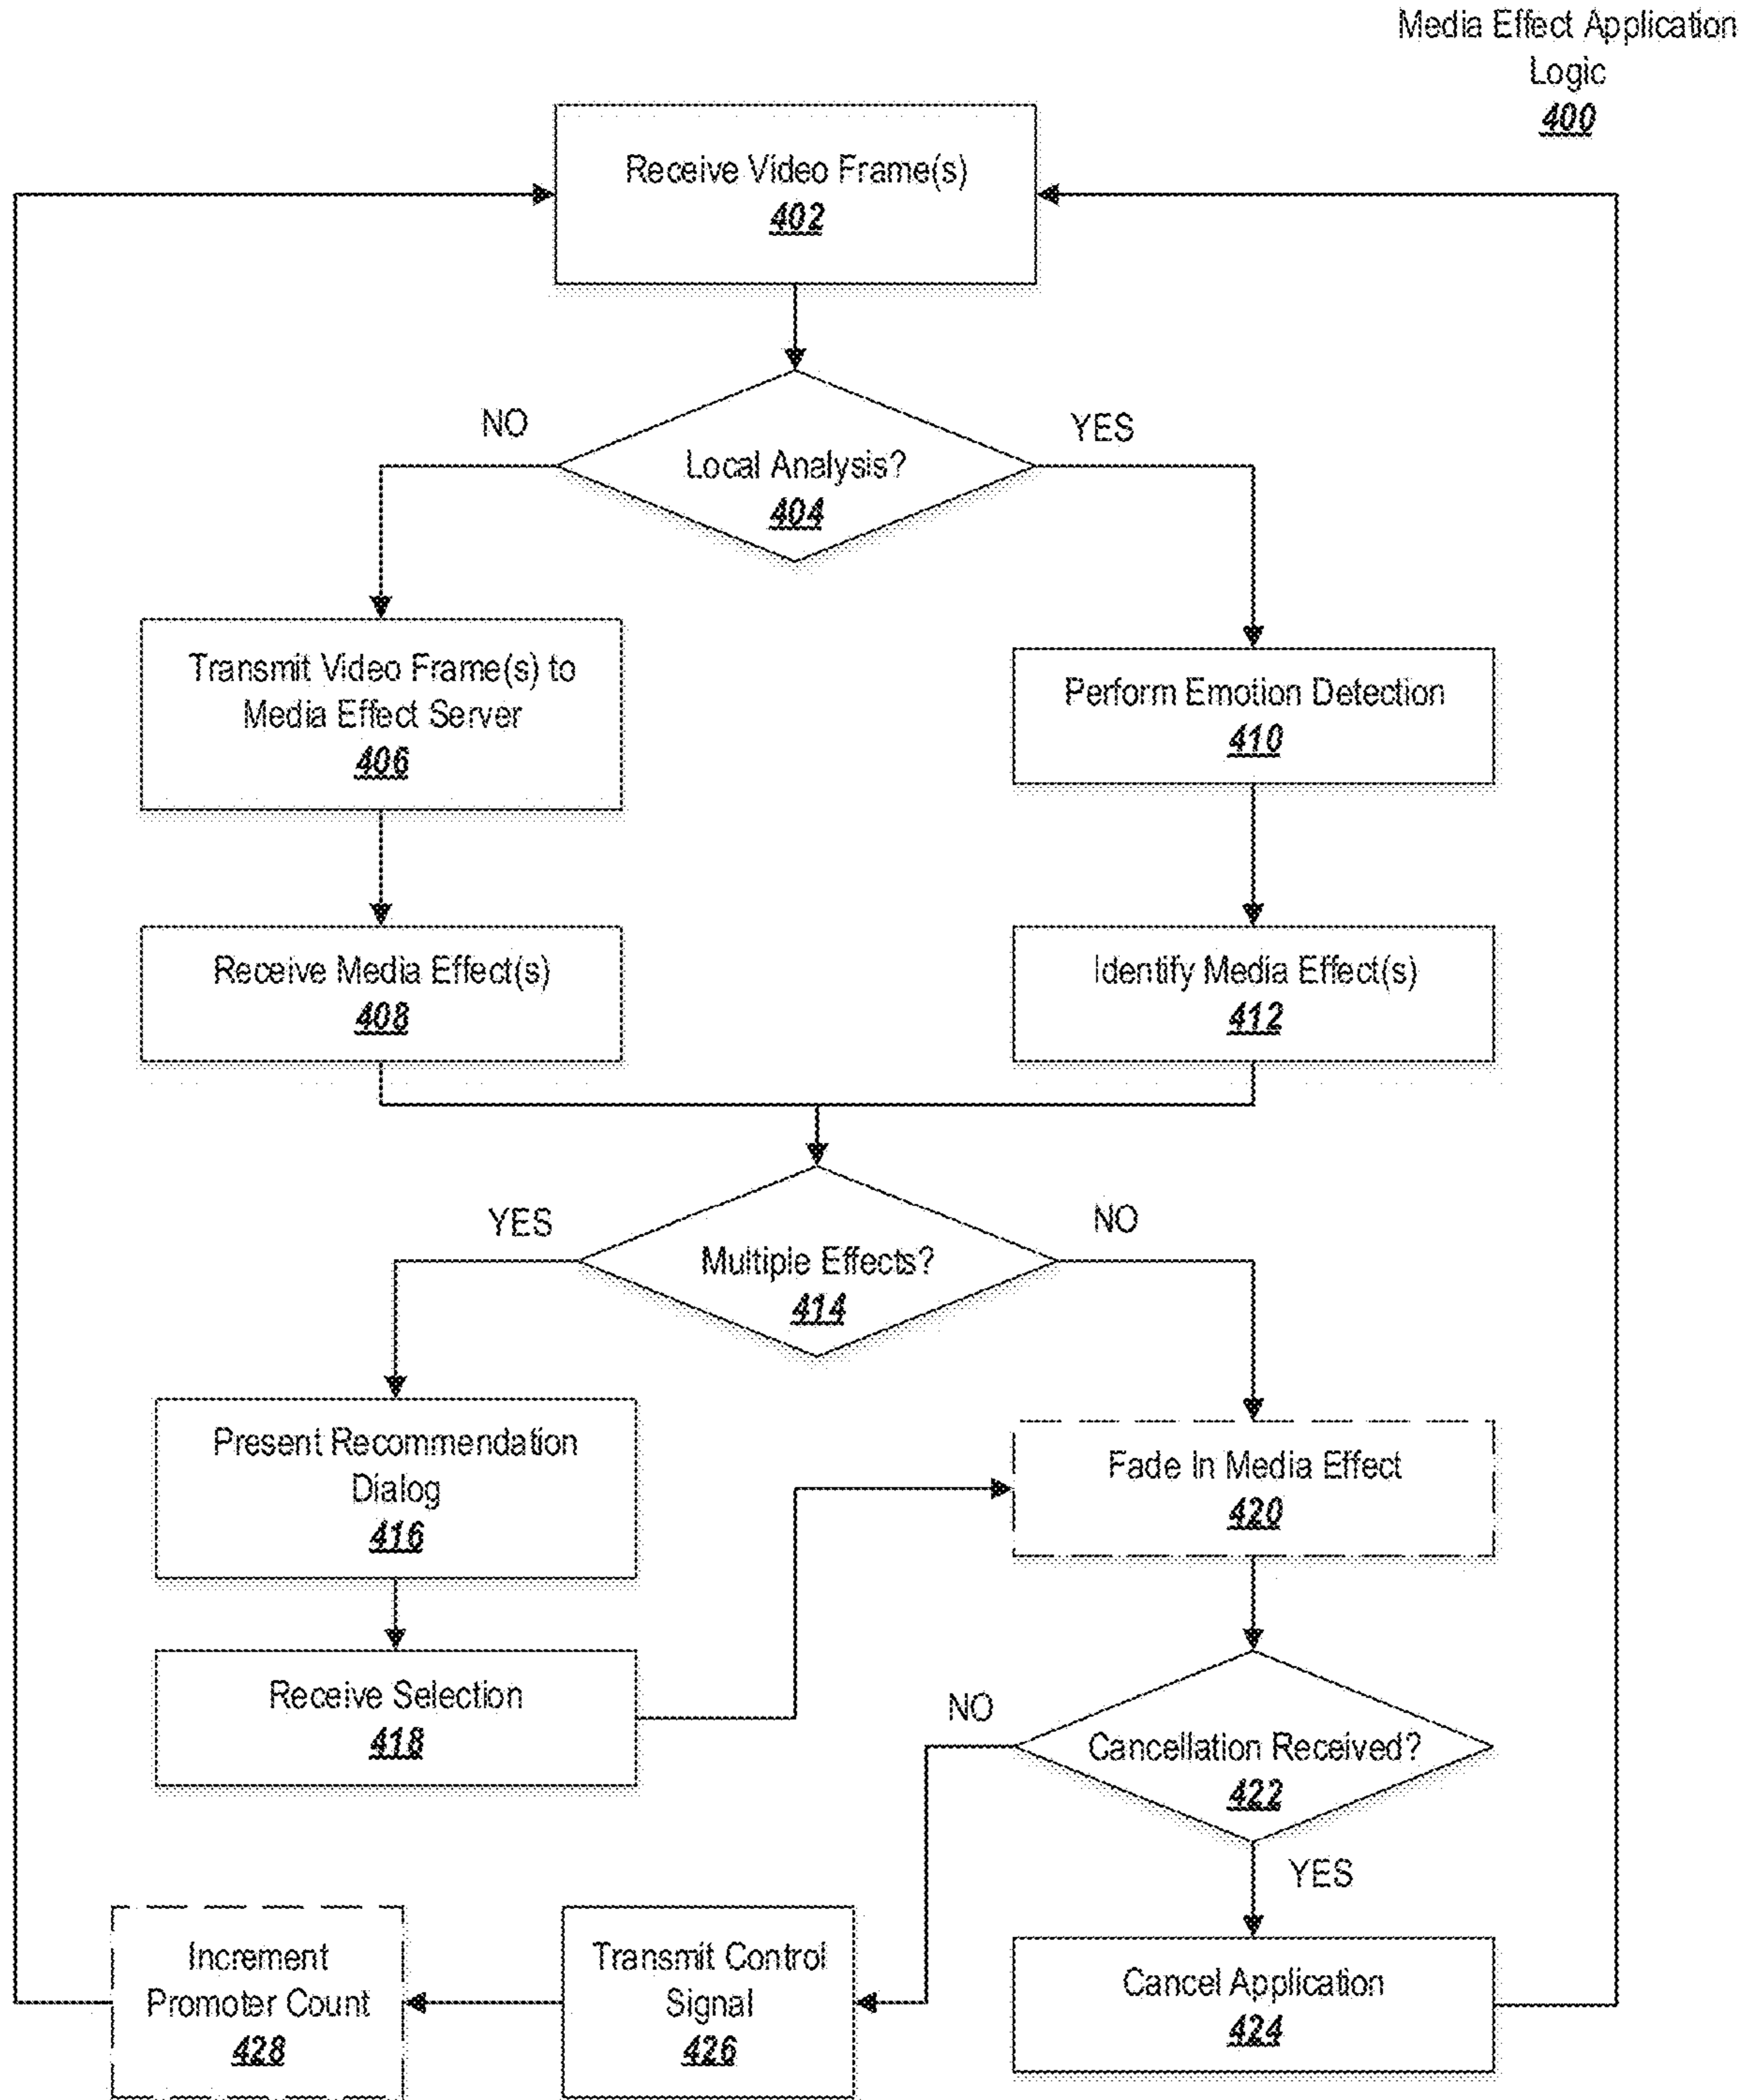 Media Effect Application
Logic
400
Receive Video Frame(s)
402
NO
YES
Local Analysis?
404
Transmit Video Frame(s) to
Media Effect Server
406
Perform Emotion Detection
410
Receive Media Effect(s)
408
Identify Media Effect(s)
412
YES
NO
Multiple Effects?
414
Present Recommendation
Dialog
416
Fade In Media Effect
420
Receive Selection
418
NO
Cancellation Received?
422
YES
Increment
Promoter Count
428
Transmit Control
Signal
426
Cancel Application
424